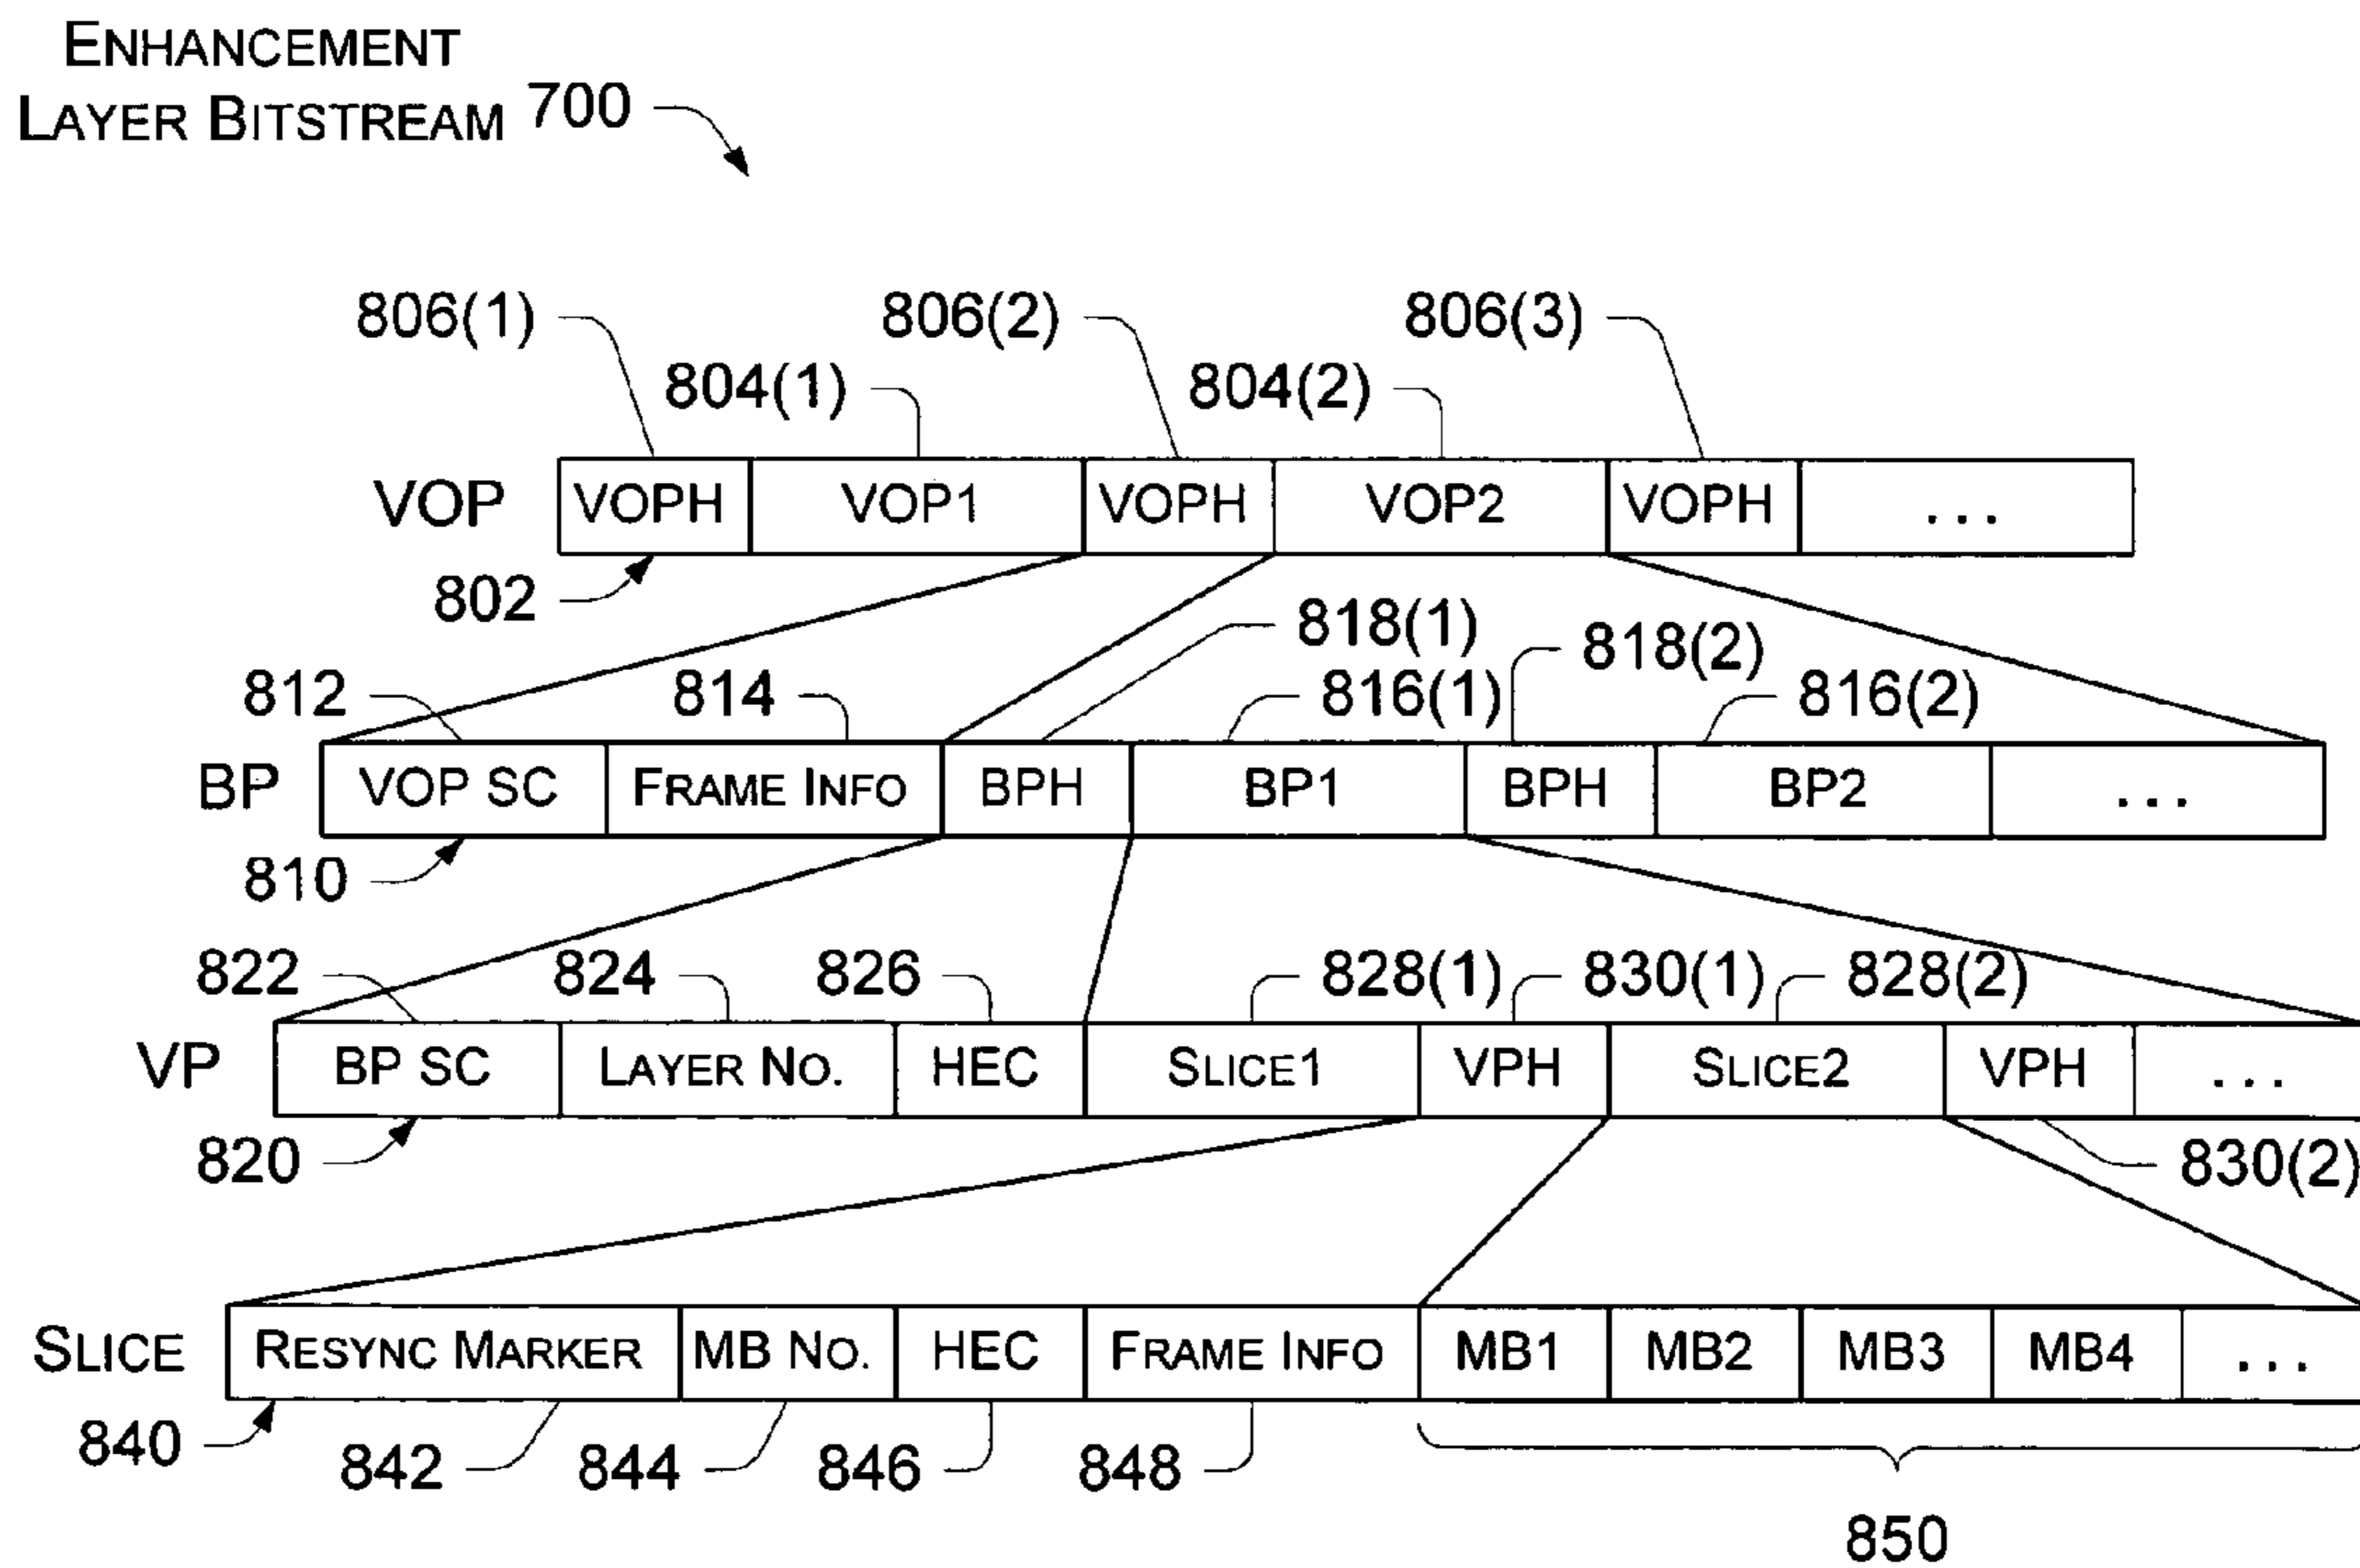 ENHANCEMENT
LAYER BITSTREAM 700
806(1) 806(2) 806(3)
804(1) 804(2)
VOP VOPH VOP1 VOPH VOP2 VOPH ...
802
818(1) 818(2)
812 814 816(1) 816(2)
BP VOP SC FRAME INFO BPH BP1 BPH BP2 ...
810
822 824 826 828(1) 830(1) 828(2)
VP BP SC LAYER NO. HEC SLICE1 VPH SLICE2 VPH ...
820 830(2)
SLICE RESYNC MARKER MB NO. HEC FRAME INFO MB1 MB2 MB3 MB4 ...
840 842 844 846 848
850